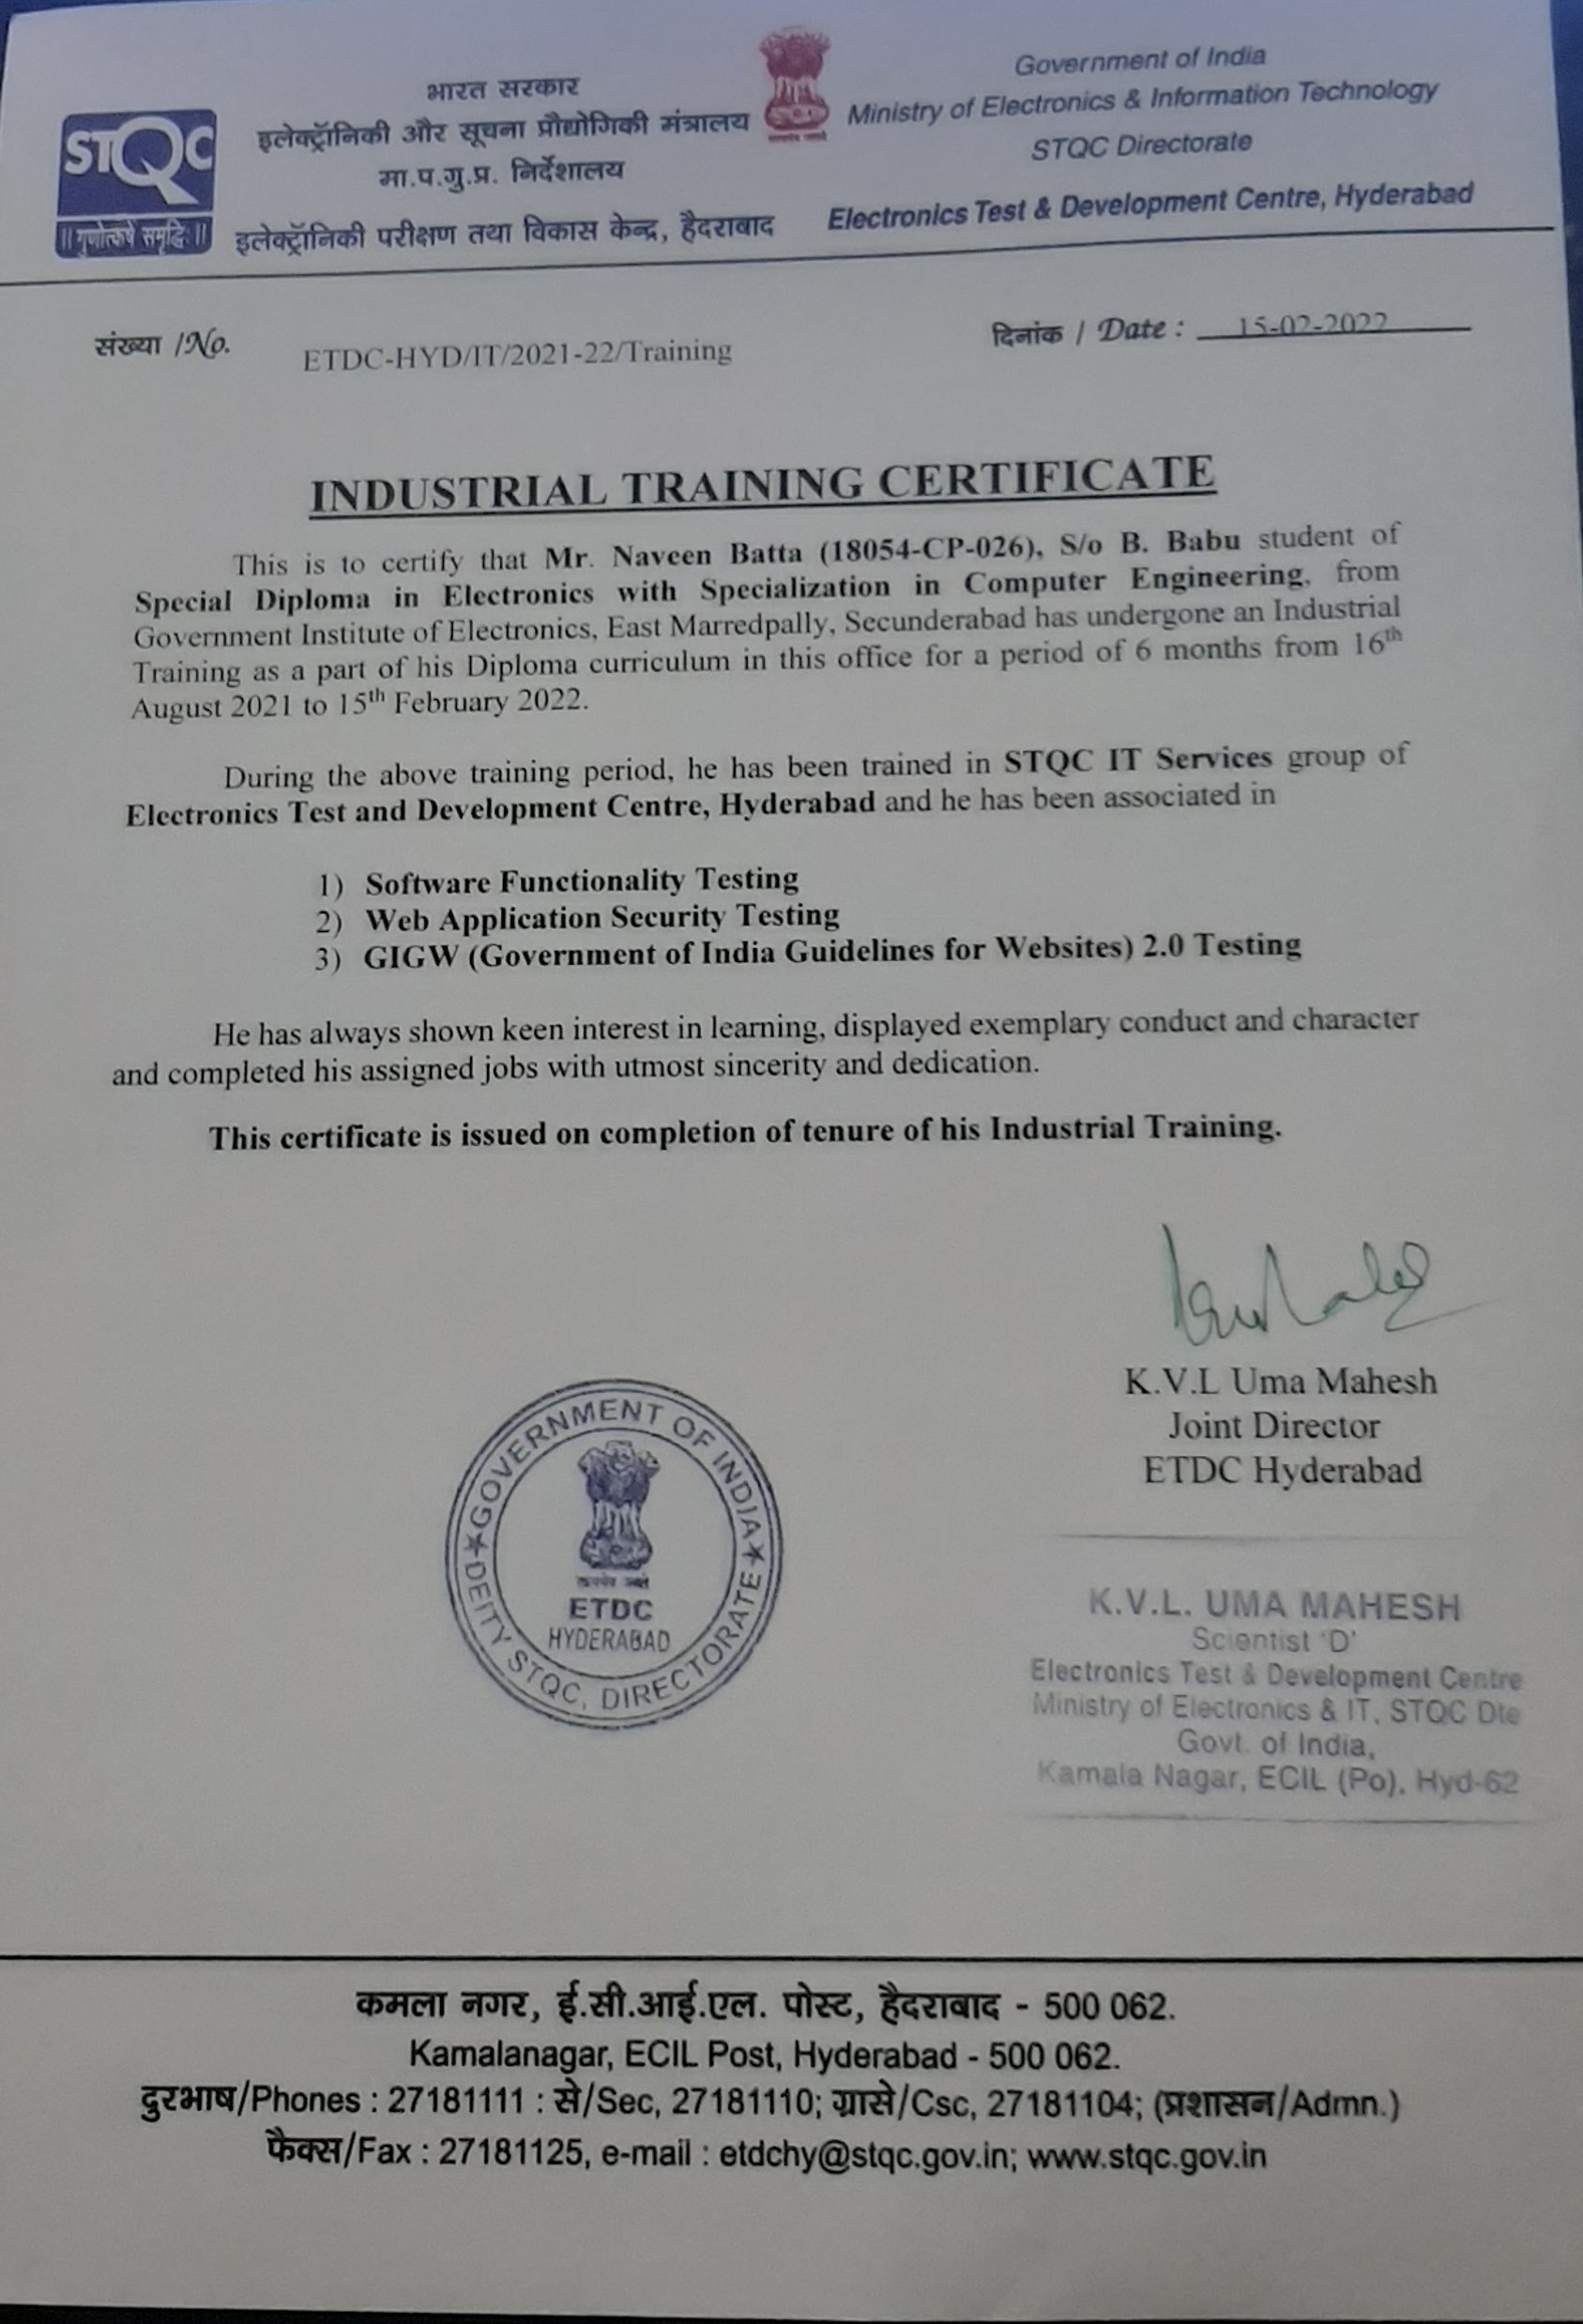 STQC
|| गुणोत्कर्षे समृद्धिः ||
भारत सरकार
इलेक्ट्रॉनिकी और सूचना प्रौद्योगिकी मंत्रालय
मा.प.गु.प्र. निर्देशालय
इलेक्ट्रॉनिकी परीक्षण तथा विकास केन्द्र, हैदराबाद
Government of India
Ministry of Electronics & Information Technology
STQC Directorate
Electronics Test & Development Centre, Hyderabad
संख्या /No. ETDC-HYD/IT/2021-22/Training
दिनांक / Date : 15-02-2022
INDUSTRIAL TRAINING CERTIFICATE
This is to certify that Mr. Naveen Batta (18054-CP-026), S/o B. Babu student of
Special Diploma in Electronics with Specialization in Computer Engineering, from
Government Institute of Electronics, East Marredpally, Secunderabad has undergone an Industrial
Training as a part of his Diploma curriculum in this office for a period of 6 months from 16th
August 2021 to 15th February 2022.
During the above training period, he has been trained in STQC IT Services group of
Electronics Test and Development Centre, Hyderabad and he has been associated in
1) Software Functionality Testing
2) Web Application Security Testing
3) GIGW (Government of India Guidelines for Websites) 2.0 Testing
He has always shown keen interest in learning, displayed exemplary conduct and character
and completed his assigned jobs with utmost sincerity and dedication.
This certificate is issued on completion of tenure of his Industrial Training.
K.V.L Uma Mahesh
Joint Director
ETDC Hyderabad
GOVERNMENT OF INDIA
ETDC
HYDERABAD
DEITY STQC, DIRECTORATE
K.V.L. UMA MAHESH
Scientist 'D'
Electronics Test & Development Centre
Ministry of Electronics & IT, STQC Dte
Govt. of India,
Kamala Nagar, ECIL (Po), Hyd-62
कमला नगर, ई.सी.आई.एल. पोस्ट, हैदराबाद - 500 062.
Kamalanagar, ECIL Post, Hyderabad - 500 062.
दुरभाष/Phones : 27181111 : से/Sec, 27181110; ग्रासे/Csc, 27181104; (प्रशासन/Admn.)
फैक्स/Fax : 27181125, e-mail : etdchy@stqc.gov.in; www.stqc.gov.in